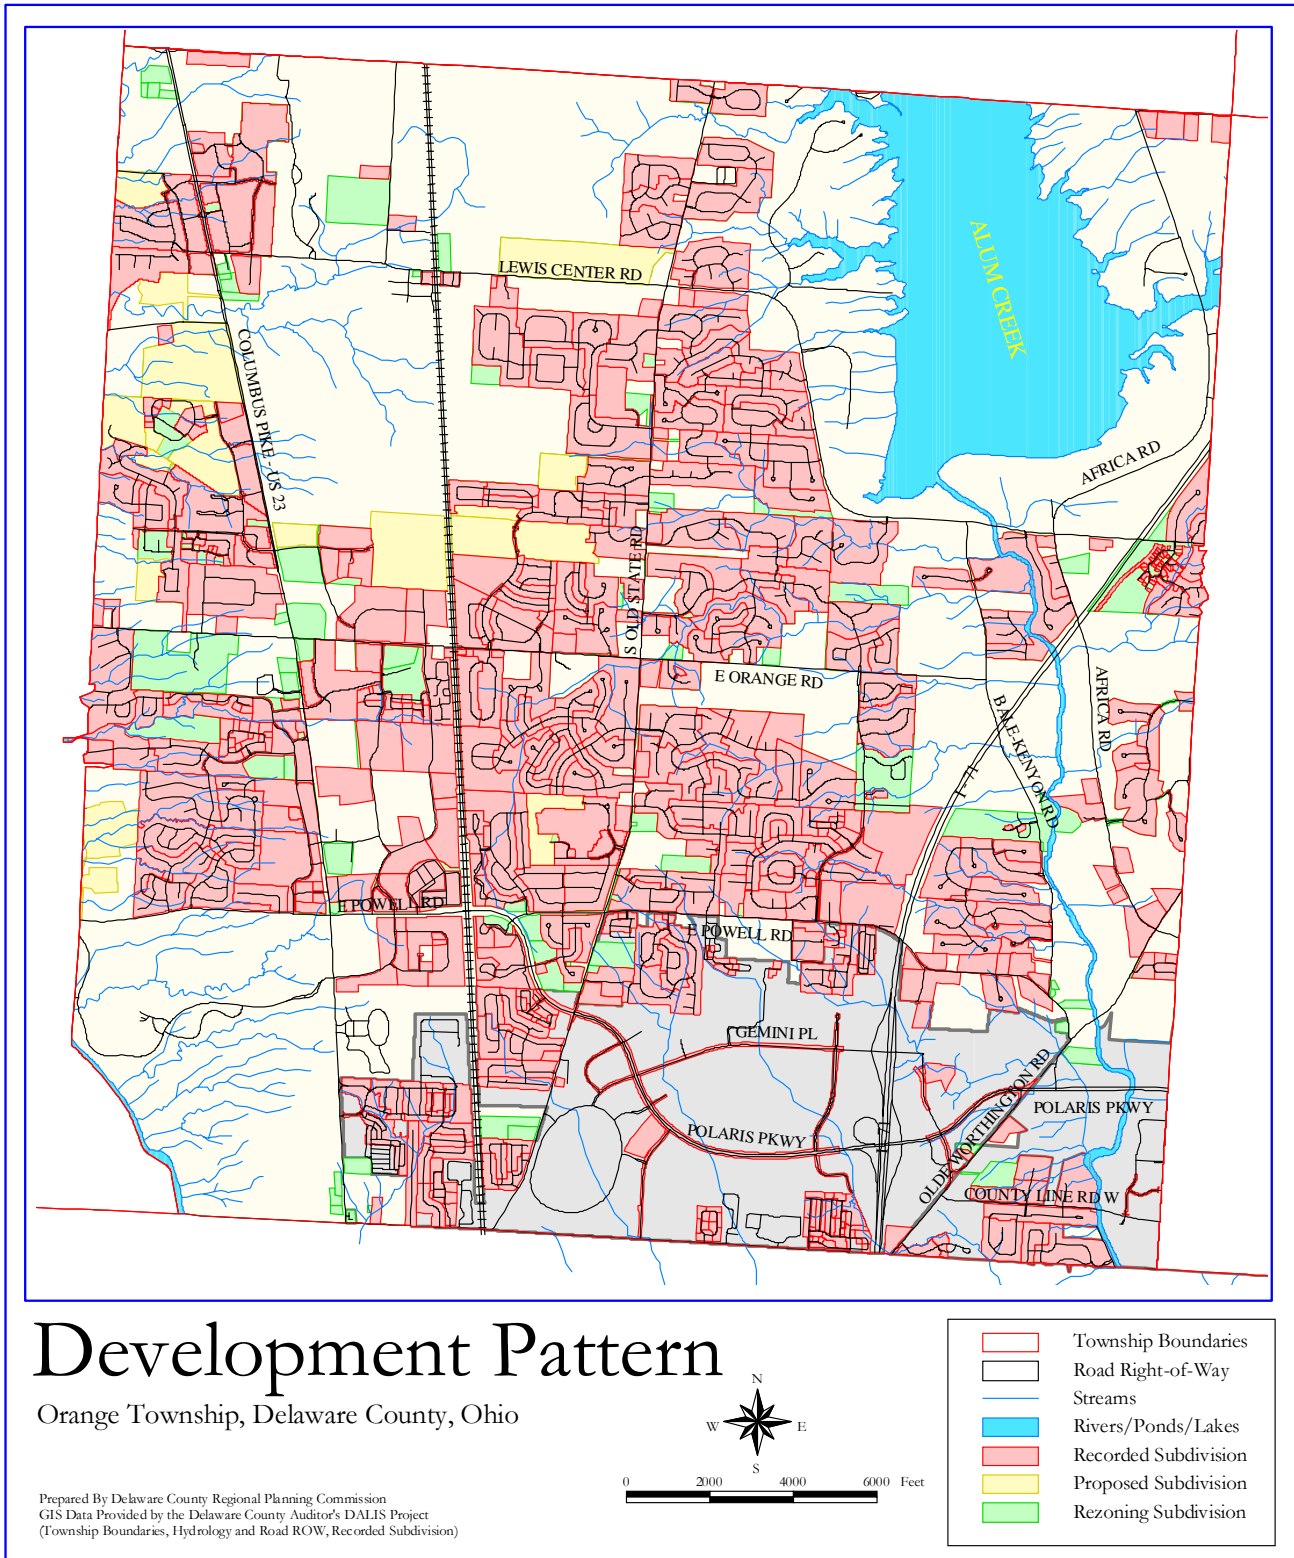 LEWIS CENTER RD
ALUM CREEK
COLUMBUS PIKE - US 23
AFRICA RD
S OLD STATE RD
E ORANGE RD
AFRICA RD
BALE-KENYON RD
I - 71
E POWELL RD
E POWELL RD
GEMINI PL
OLDE WORTHINGTON RD
POLARIS PKWY
POLARIS PKWY
I - 71
COUNTY LINE RD W
Development Pattern
Orange Township, Delaware County, Ohio
N
W E
S
0 2000 4000 6000 Feet
Prepared By Delaware County Regional Planning Commission
GIS Data Provided by the Delaware County Auditor's DALIS Project
(Township Boundaries, Hydrology and Road ROW, Recorded Subdivision)
Township Boundaries
Road Right-of-Way
Streams
Rivers/Ponds/Lakes
Recorded Subdivision
Proposed Subdivision
Rezoning Subdivision